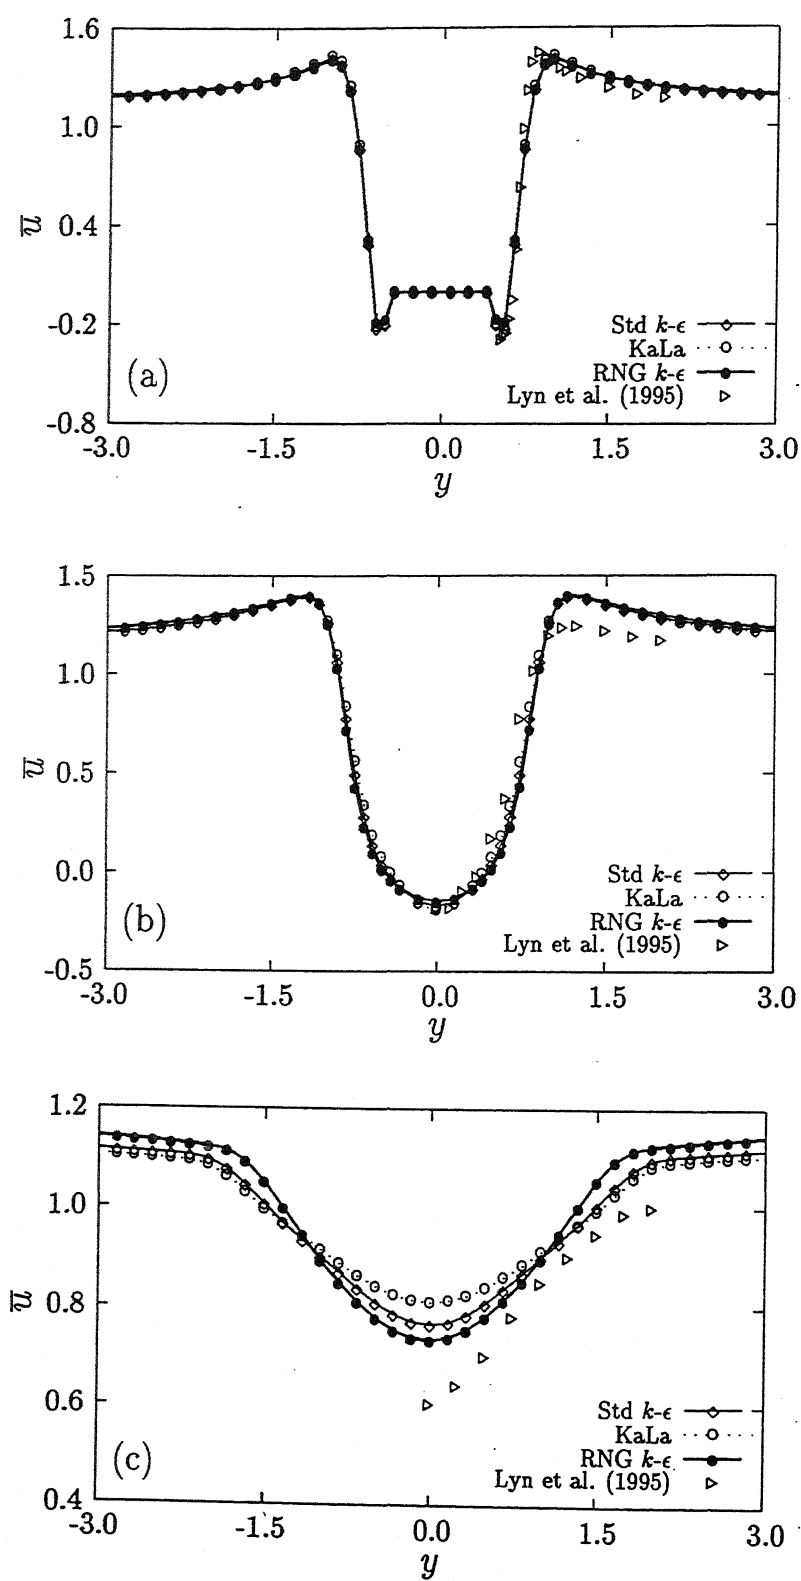 1.6
1.0
0.4
-0.2
-0.8
u̅
(a)
Std k-ϵ
KaLa
RNG k-ϵ
Lyn et al. (1995)
-3.0 -1.5 0.0 1.5 3.0
y
1.5
1.0
0.5
0.0
-0.5
u̅
(b)
Std k-ϵ
KaLa
RNG k-ϵ
Lyn et al. (1995)
-3.0 -1.5 0.0 1.5 3.0
y
1.2
1.0
0.8
0.6
0.4
u̅
(c)
Std k-ϵ
KaLa
RNG k-ϵ
Lyn et al. (1995)
-3.0 -1.5 0.0 1.5 3.0
y